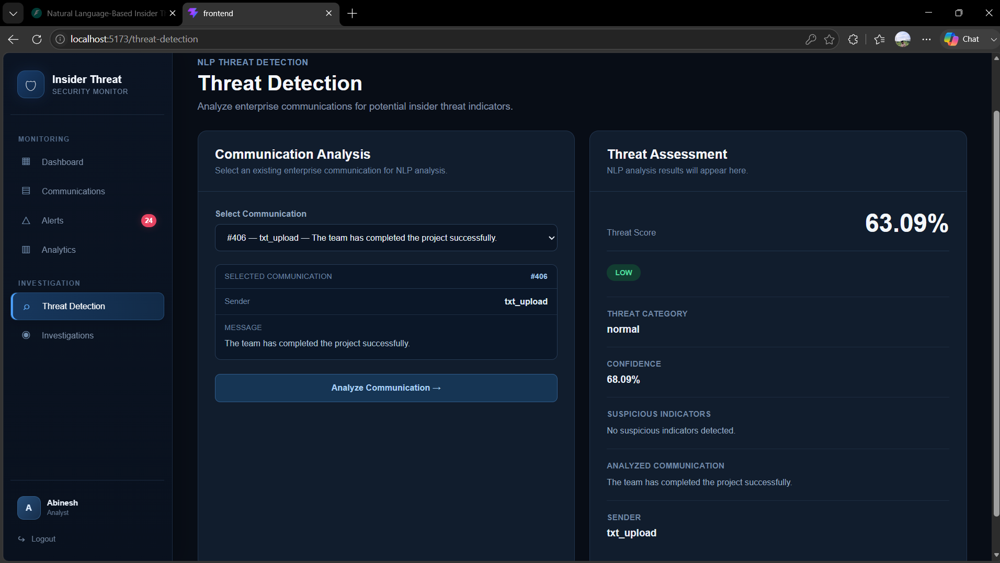 Natural Language-Based Insider T
frontend
localhost:5173/threat-detection
Chat
Insider Threat
SECURITY MONITOR
MONITORING
Dashboard
Communications
Alerts
24
Analytics
INVESTIGATION
Threat Detection
Investigations
A
Abinesh
Analyst
Logout
NLP THREAT DETECTION
Threat Detection
Analyze enterprise communications for potential insider threat indicators.
Communication Analysis
Select an existing enterprise communication for NLP analysis.
Select Communication
#406 — txt_upload — The team has completed the project successfully.
SELECTED COMMUNICATION #406
Sender txt_upload
MESSAGE
The team has completed the project successfully.
Analyze Communication →
Threat Assessment
NLP analysis results will appear here.
Threat Score 63.09%
LOW
THREAT CATEGORY
normal
CONFIDENCE
68.09%
SUSPICIOUS INDICATORS
No suspicious indicators detected.
ANALYZED COMMUNICATION
The team has completed the project successfully.
SENDER
txt_upload